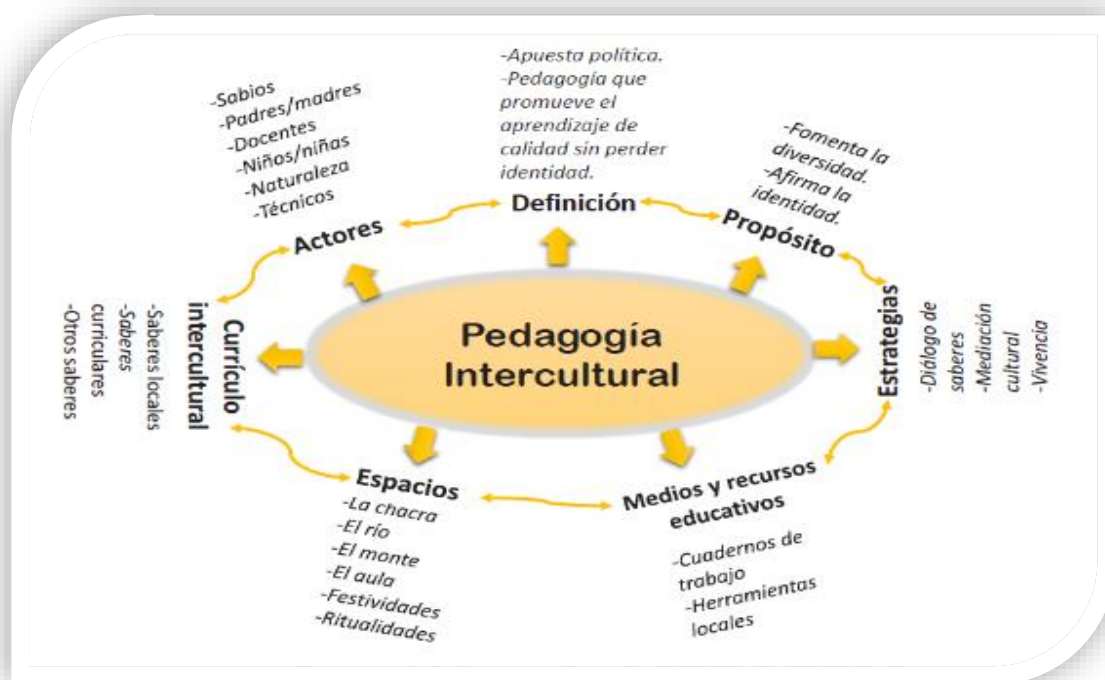 -Apuesta política.
-Pedagogía que
promueve el
aprendizaje de
calidad sin perder
identidad.
Definición
-Fomenta la
diversidad.
-Afirma la
identidad.
Propósito
Estrategias
-Diálogo de
saberes
-Mediación
cultural
-Vivencia
Medios y recursos
educativos
-Cuadernos de
trabajo
-Herramientas
locales
Espacios
-La chacra
-El río
-El monte
-El aula
-Festividades
-Ritualidades
Currículo
intercultural
-Saberes locales
-Saberes
curriculares
-Otros saberes
-Sabios
-Padres/madres
-Docentes
-Niños/niñas
-Naturaleza
-Técnicos
Actores
Pedagogía
Intercultural